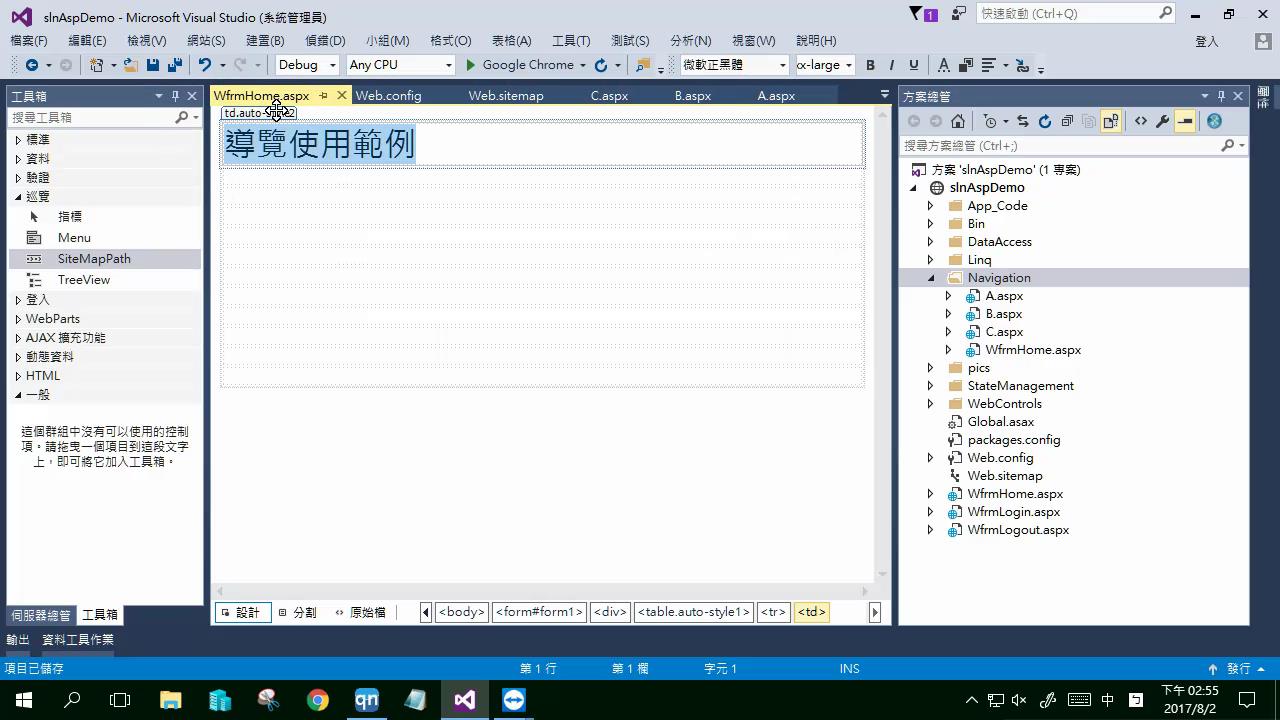 slnAspDemo - Microsoft Visual Studio (系統管理員)
1
快速啟動 (Ctrl+Q)
檔案(F) 編輯(E) 檢視(V) 網站(S) 建置(B) 偵錯(D) 小組(M) 格式(O) 表格(A) 工具(T) 測試(S) 分析(N) 視窗(W) 說明(H) 登入
Debug Any CPU Google Chrome 微軟正黑體 xx-large B I U A
工具箱
搜尋工具箱
標準
資料
驗證
巡覽
指標
Menu
SiteMapPath
TreeView
登入
WebParts
AJAX 擴充功能
動態資料
HTML
一般
這個群組中沒有可以使用的控制
項。請拖曳一個項目到這段文字
上，即可將它加入工具箱。
伺服器總管 工具箱
輸出 資料工具作業
WfrmHome.aspx Web.config Web.sitemap C.aspx B.aspx A.aspx
導覽使用範例
設計 分割 原始檔 <body> <form#form1> <div> <table.auto-style1> <tr> <td>
方案總管
搜尋方案總管 (Ctrl+;)
方案 'slnAspDemo' (1 專案)
slnAspDemo
App_Code
Bin
DataAccess
Linq
Navigation
A.aspx
B.aspx
C.aspx
WfrmHome.aspx
pics
StateManagement
WebControls
Global.asax
packages.config
Web.config
Web.sitemap
WfrmHome.aspx
WfrmLogin.aspx
WfrmLogout.aspx
項目已儲存 第 1 行 第 1 欄 字元 1 INS 發行
qn 中 下午 02:55
2017/8/2